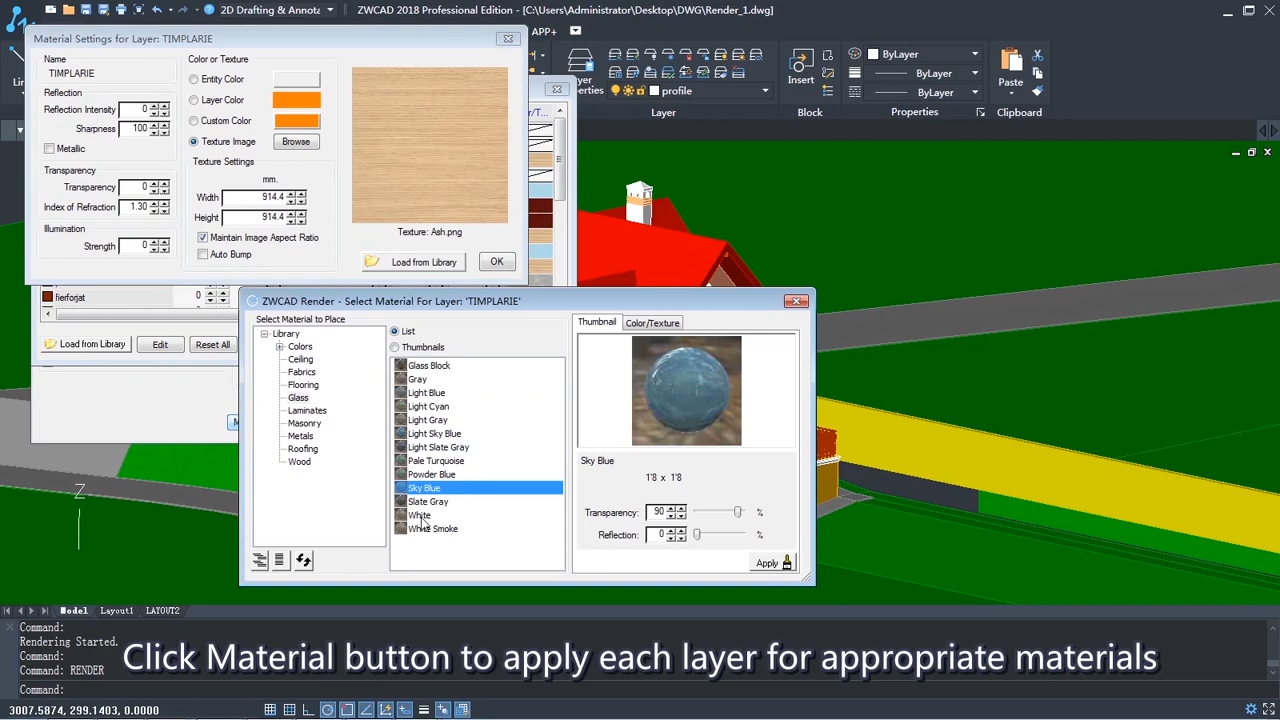 2D Drafting & Annotat
ZWCAD 2018 Professional Edition - [C:\Users\Administrator\Desktop\DWG\Render_1.dwg]
APP+
Material Settings for Layer: TIMPLARIE
Name
TIMPLARIE
Reflection
Reflection Intensity 0
Sharpness 100
Metallic
Transparency
Transparency 0
Index of Refraction 1.30
Illumination
Strength 0
Color or Texture
Entity Color
Layer Color
Custom Color
Texture Image Browse
Texture Settings
mm.
Width 914.4
Height 914.4
Maintain Image Aspect Ratio
Auto Bump
Texture: Ash.png
Load from Library OK
profile
Layer
Insert
Block
ByLayer
ByLayer
ByLayer
Properties
Paste
Clipboard
fierforjat 0
Load from Library Edit Reset All
ZWCAD Render - Select Material For Layer: 'TIMPLARIE'
Select Material to Place
Library
Colors
Ceiling
Fabrics
Flooring
Glass
Laminates
Masonry
Metals
Roofing
Wood
List
Thumbnails
Glass Block
Gray
Light Blue
Light Cyan
Light Gray
Light Sky Blue
Light Slate Gray
Pale Turquoise
Powder Blue
Sky Blue
Slate Gray
White
White Smoke
Thumbnail Color/Texture
Sky Blue
1'8 x 1'8
Transparency: 90 %
Reflection: 0 %
Apply
Z
Model Layout1 LAYOUT2
Command:
Rendering Started.
Command:
Command: RENDER
Command:
Click Material button to apply each layer for appropriate materials
3007.5874, 299.1403, 0.0000